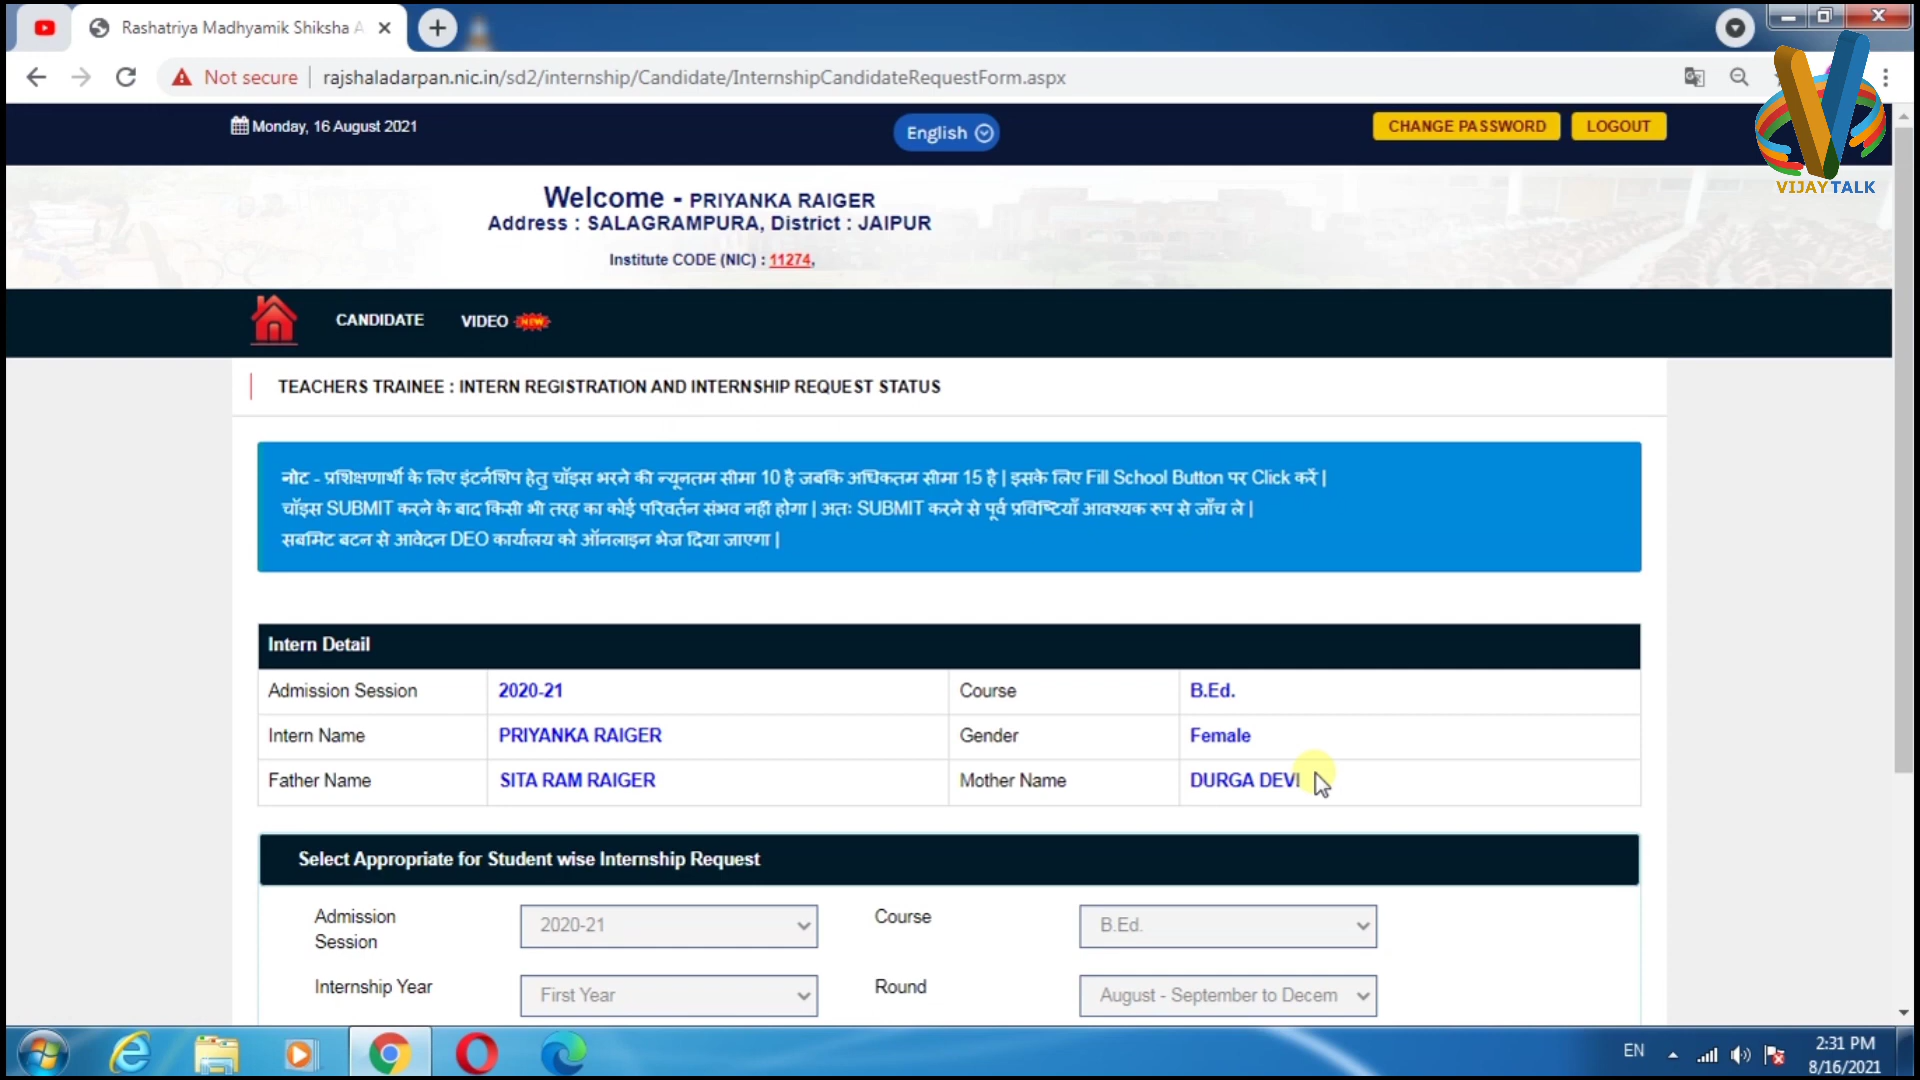 Rashatriya Madhyamik Shiksha A
Not secure
rajshaladarpan.nic.in/sd2/internship/Candidate/InternshipCandidateRequestForm.aspx
Monday, 16 August 2021
English
CHANGE PASSWORD
LOGOUT
VIJAYTALK
Welcome - PRIYANKA RAIGER
Address : SALAGRAMPURA, District : JAIPUR
Institute CODE (NIC) : 11274,
CANDIDATE
VIDEO NEW
TEACHERS TRAINEE : INTERN REGISTRATION AND INTERNSHIP REQUEST STATUS
नोट - प्रशिक्षणार्थी के लिए इंटर्नशिप हेतु चॉइस भरने की न्यूनतम सीमा 10 है जबकि अधिकतम सीमा 15 है | इसके लिए Fill School Button पर Click करें |
चॉइस SUBMIT करने के बाद किसी भी तरह का कोई परिवर्तन संभव नहीं होगा | अतः SUBMIT करने से पूर्व प्रविष्टियाँ आवश्यक रूप से जाँच ले |
सबमिट बटन से आवेदन DEO कार्यालय को ऑनलाइन भेज दिया जाएगा |
Intern Detail
Admission Session 2020-21 Course B.Ed.
Intern Name PRIYANKA RAIGER Gender Female
Father Name SITA RAM RAIGER Mother Name DURGA DEVI
Select Appropriate for Student wise Internship Request
Admission Session 2020-21 Course B.Ed.
Internship Year First Year Round August - September to Decem
EN
2:31 PM
8/16/2021